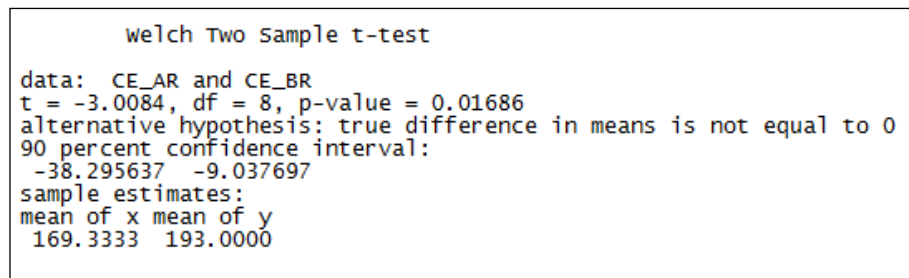 Welch Two Sample t-test
data: CE_AR and CE_BR
t = -3.0084, df = 8, p-value = 0.01686
alternative hypothesis: true difference in means is not equal to 0
90 percent confidence interval:
-38.295637 -9.037697
sample estimates:
mean of x mean of y
169.3333 193.0000